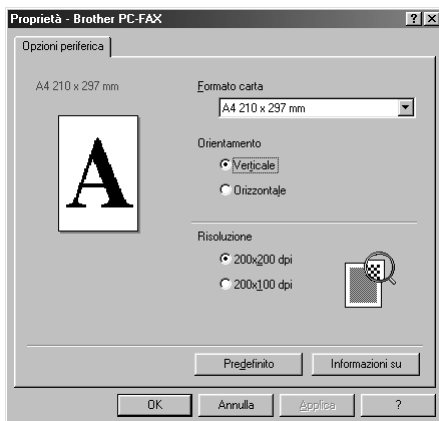 Proprietà - Brother PC-FAX
Opzioni periferica
A4 210 x 297 mm
A
Formato carta
A4 210 x 297 mm
Orientamento
Verticale
Orizzontale
Risoluzione
200x200 dpi
200x100 dpi
Predefinito Informazioni su
OK Annulla Applica ?